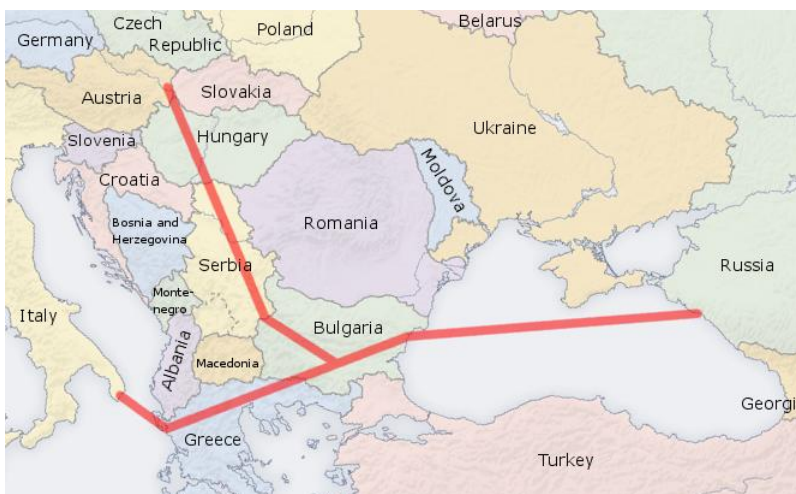 Czech
Republic
Germany
Poland
Belarus
Austria
Slovakia
Ukraine
Slovenia
Hungary
Moldova
Croatia
Romania
Bosnia and
Herzegovina
Serbia
Russia
Monte-
negro
Italy
Bulgaria
Albania
Macedonia
Georgi
Greece
Turkey